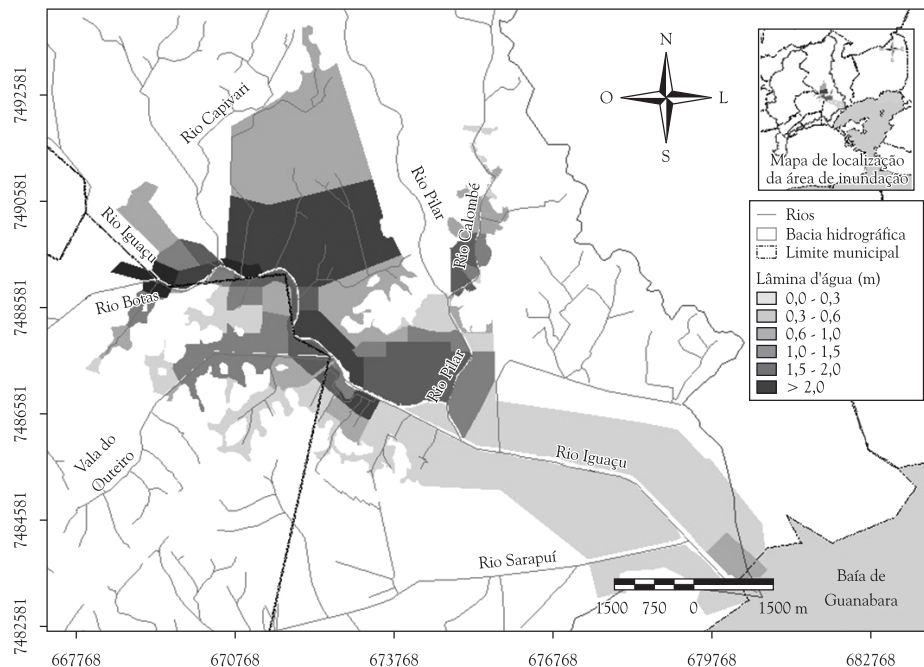 7492581
7490581
7488581
7486581
7484581
7482581
667768
670768
673768
676768
679768
682768
N
O
L
S
Mapa de localização
da área de inundação
Rios
Bacia hidrográfica
Limite municipal
Lâmina d'água (m)
0,0 - 0,3
0,3 - 0,6
0,6 - 1,0
1,0 - 1,5
1,5 - 2,0
> 2,0
Rio Capivari
Rio Pilar
Rio Calombé
Rio Iguaçu
Rio Botas
Rio Pilar
Vala do
Outeiro
Rio Iguaçu
Rio Sarapuí
Baía de
Guanabara
1500 750 0 1500 m